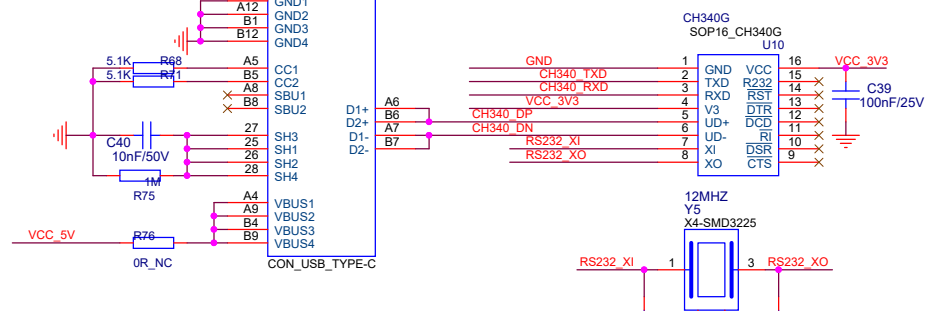 GND1
A12 GND2
B1 GND3
B12 GND4
5.1K R68 A5 CC1
5.1K R71 B5 CC2
A8 SBU1
B8 SBU2
A6 D1+
B6 D2+
A7 D1-
B7 D2-
C40
10nF/50V
27 SH3
25 SH1
26 SH2
28 SH4
1M
R75
A4 VBUS1
A9 VBUS2
B4 VBUS3
B9 VBUS4
VCC_5V R76
0R_NC
CON_USB_TYPE-C
CH340G
SOP16_CH340G
U10
GND 1 GND VCC 16 VCC_3V3
CH340_TXD 2 TXD R232 15
CH340_RXD 3 RXD RST 14
VCC_3V3 4 V3 DTR 13
CH340_DP 5 UD+ DCD 12
CH340_DN 6 UD- RI 11
RS232_XI 7 XI DSR 10
RS232_XO 8 XO CTS 9
C39
100nF/25V
12MHZ
Y5
X4-SMD3225
RS232_XI 1 3 RS232_XO